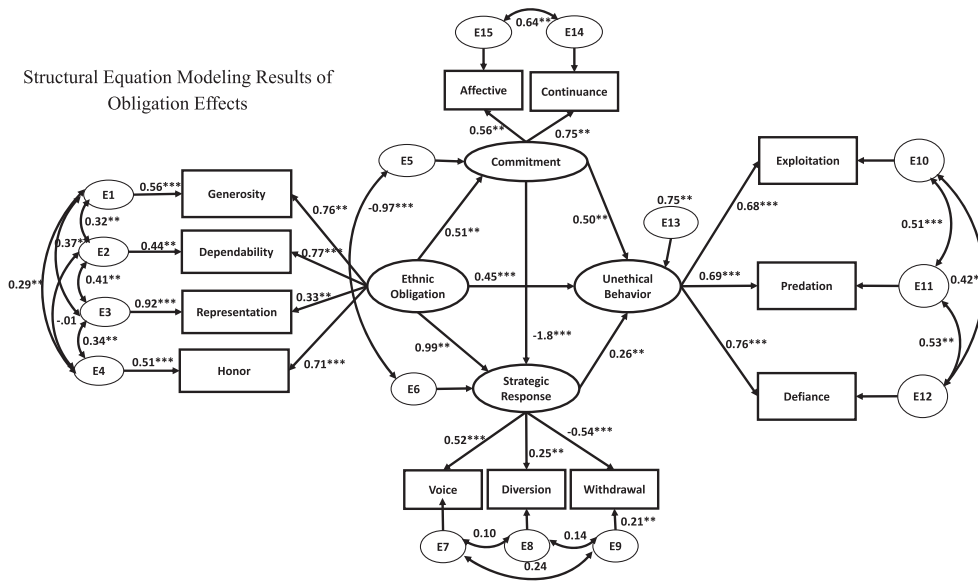 E15
0.64**
E14
Structural Equation Modeling Results of
Obligation Effects
Affective
Continuance
0.56**
0.75**
E5
Commitment
Exploitation
E10
E1
0.56***
Generosity
-0.97***
0.76**
0.32**
0.51**
0.50**
0.75**
E13
0.68***
0.51***
0.37*
E2
0.44**
Dependability
0.77***
0.29**
0.41**
Ethnic
Obligation
0.45***
Unethical
Behavior
0.69***
Predation
E11
0.42*
E3
0.92***
Representation
0.33**
-.01
0.34**
0.99**
-1.8***
0.26**
0.76***
0.53**
E4
0.51***
Honor
0.71***
E6
Strategic
Response
Defiance
E12
0.52***
0.25**
-0.54***
Voice
Diversion
Withdrawal
0.21**
E7
0.10
E8
0.14
E9
0.24